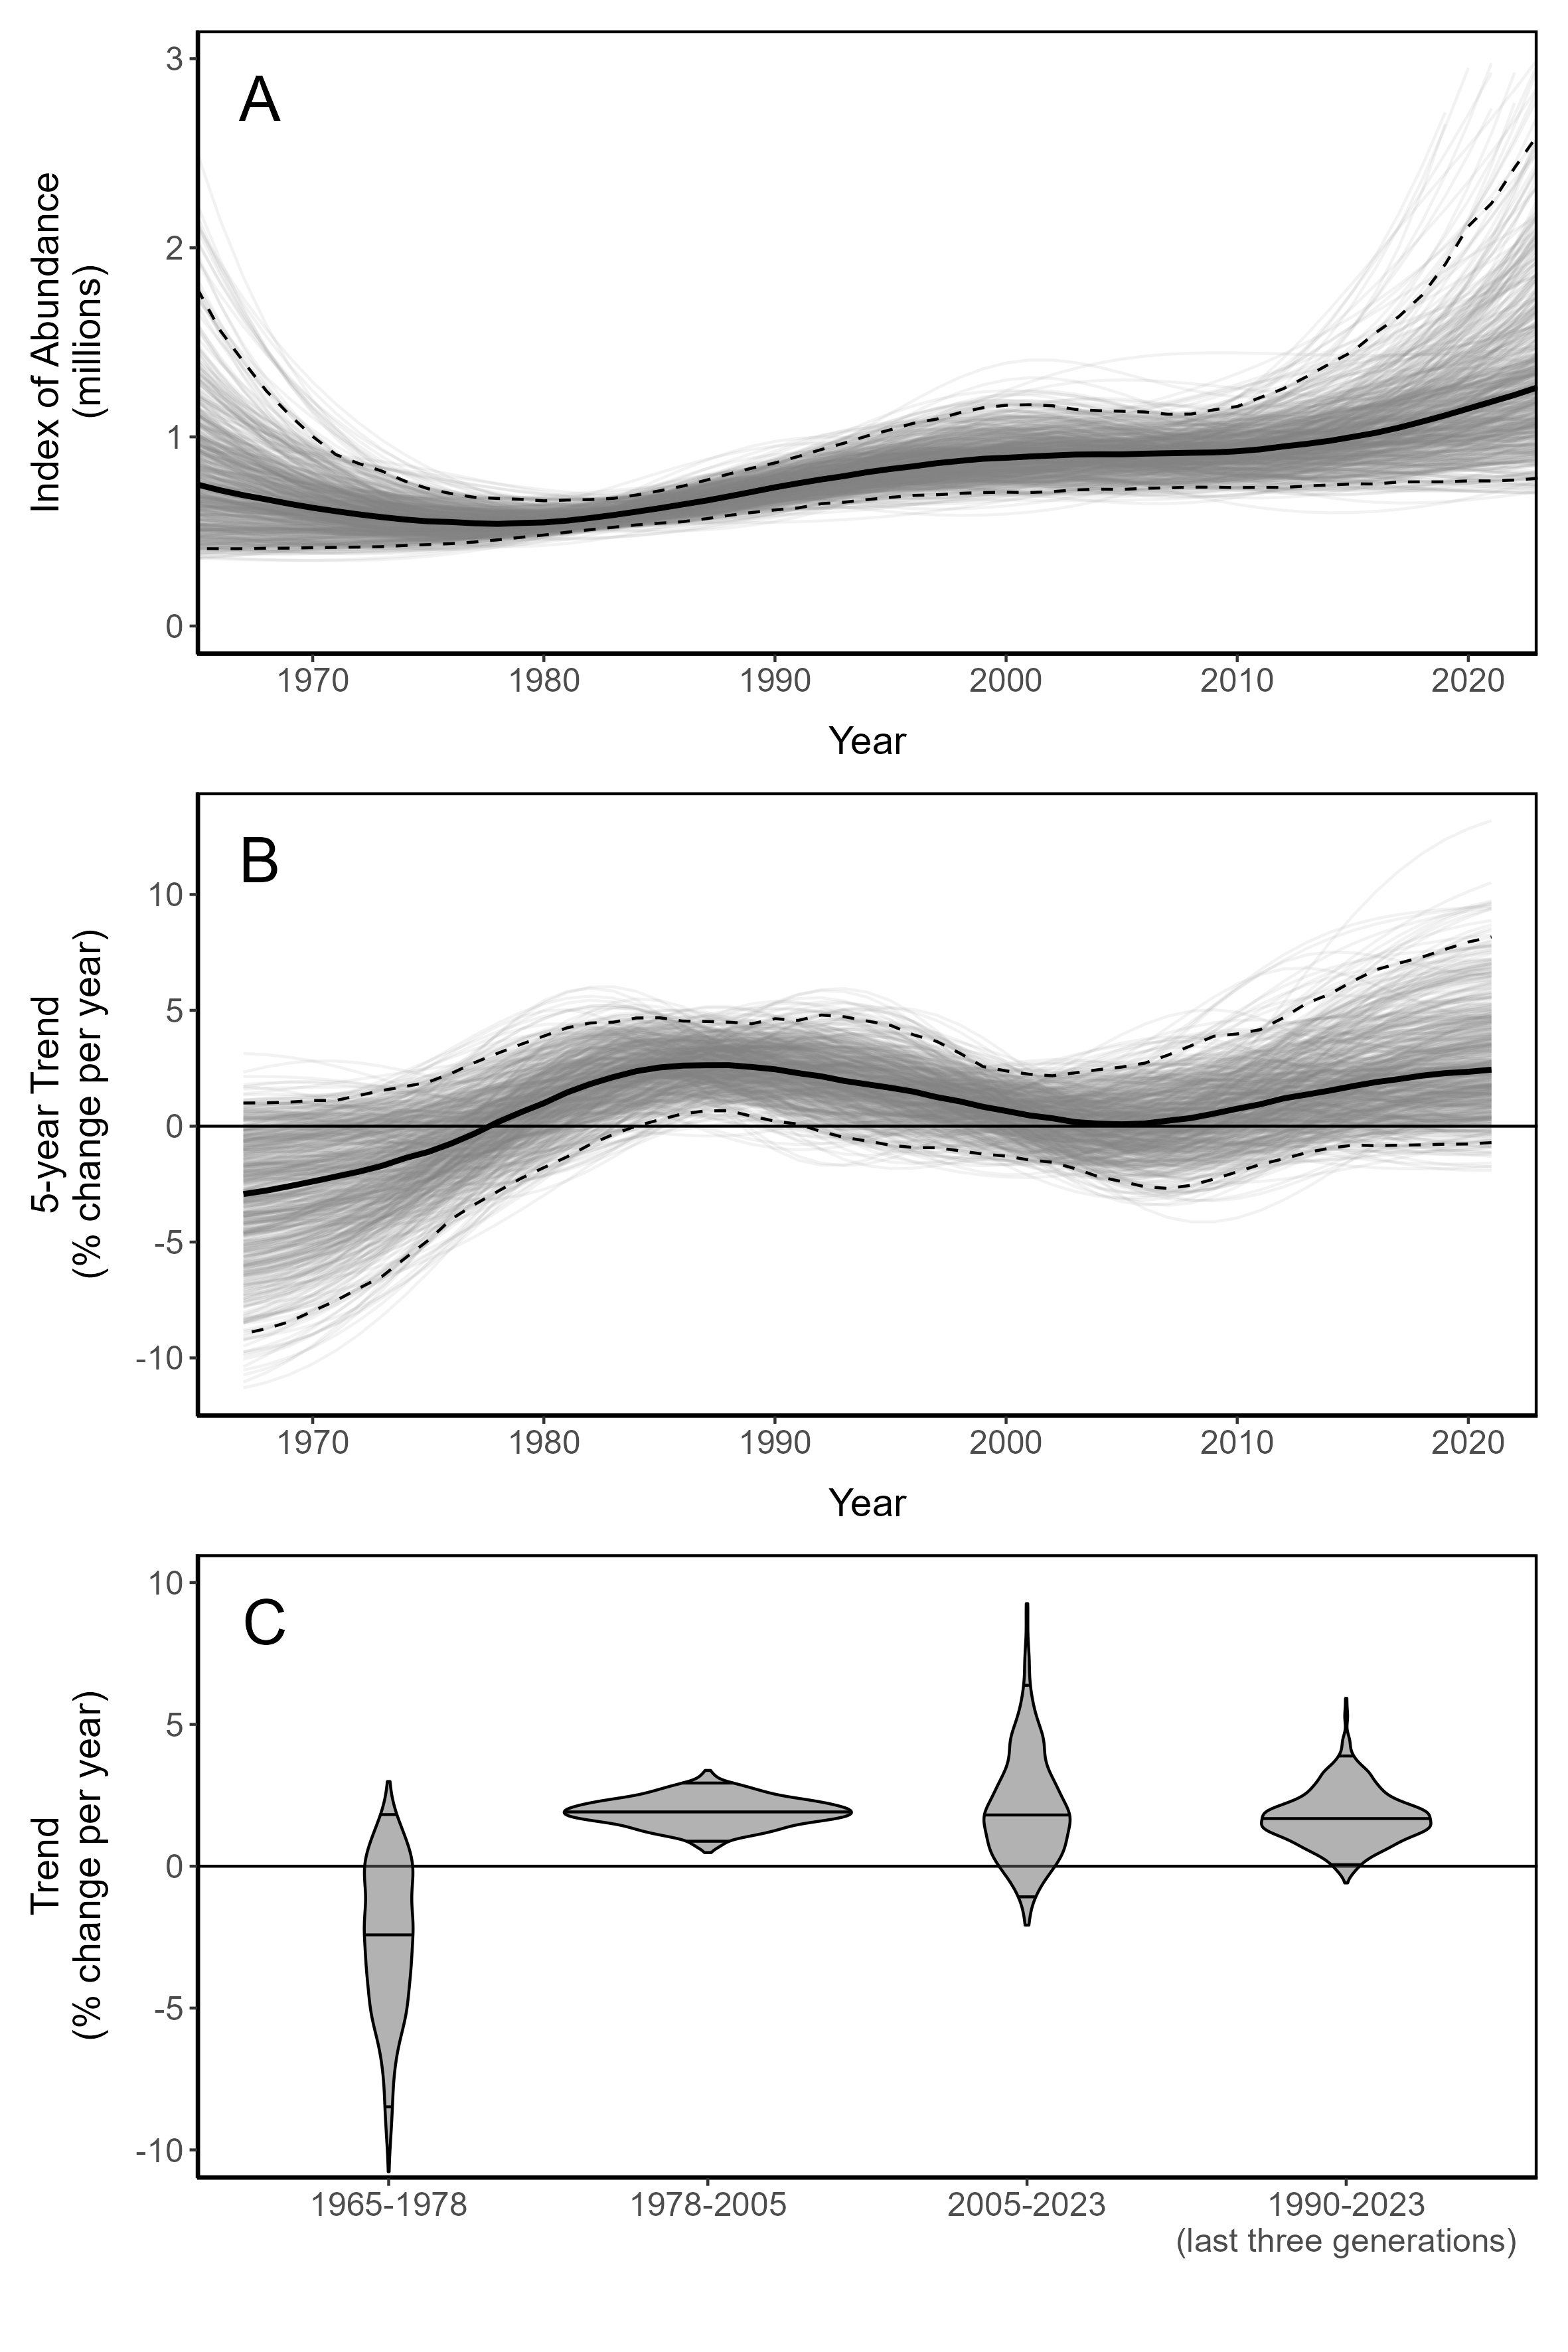 A
Index of Abundance
(millions)
3
2
1
0
1970 1980 1990 2000 2010 2020
Year
B
5-year Trend
(% change per year)
10
5
0
-5
-10
1970 1980 1990 2000 2010 2020
Year
C
Trend
(% change per year)
10
5
0
-5
-10
1965-1978 1978-2005 2005-2023 1990-2023
(last three generations)